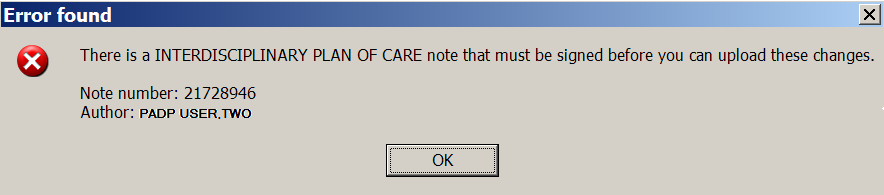 Error found
There is a INTERDISCIPLINARY PLAN OF CARE note that must be signed before you can upload these changes.
Note number: 21728946
Author: PADP USER,TWO
OK